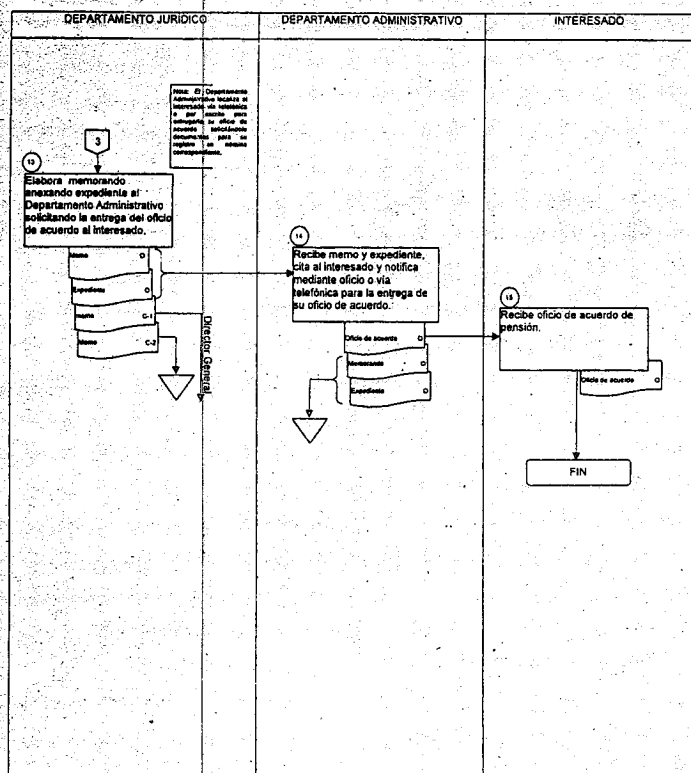 DEPARTAMENTO JURÍDICO
DEPARTAMENTO ADMINISTRATIVO
INTERESADO
Nota: El Departamento
Administrativo localiza al
interesado vía telefónica
o por escrito para
entregarle su oficio de
acuerdo solicitándole
documentos para su
registro en nómina
correspondiente.
3
13
Elabora memorando
anexando expediente al
Departamento Administrativo
solicitando la entrega del oficio
de acuerdo al interesado.
Memo O
Expediente O
memo C-1
Memo C-2
Director General
14
Recibe memo y expediente,
cita al interesado y notifica
mediante oficio o vía
telefónica para la entrega de
su oficio de acuerdo.
Oficio de acuerdo O
Memorando O
Expediente O
15
Recibe oficio de acuerdo de
pensión.
Oficio de acuerdo O
FIN